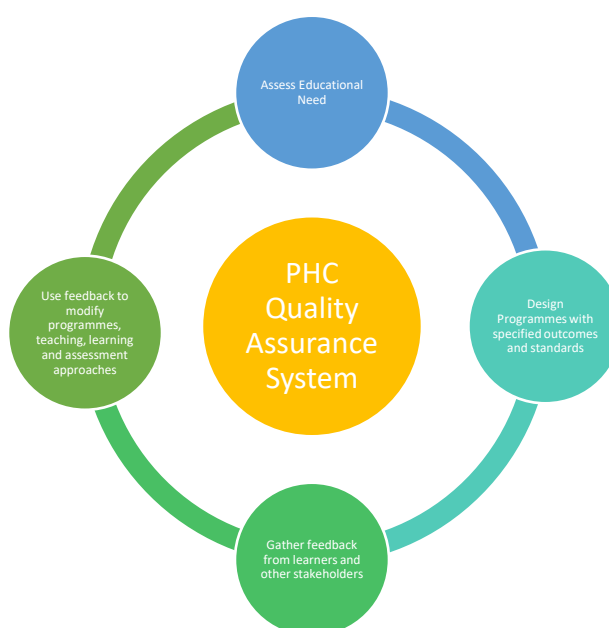 Assess Educational
Need
PHC
Quality
Assurance
System
Design
Programmes with
specified outcomes
and standards
Use feedback to
modify
programmes,
teaching, learning
and assessment
approaches
Gather feedback
from learners and
other stakeholders